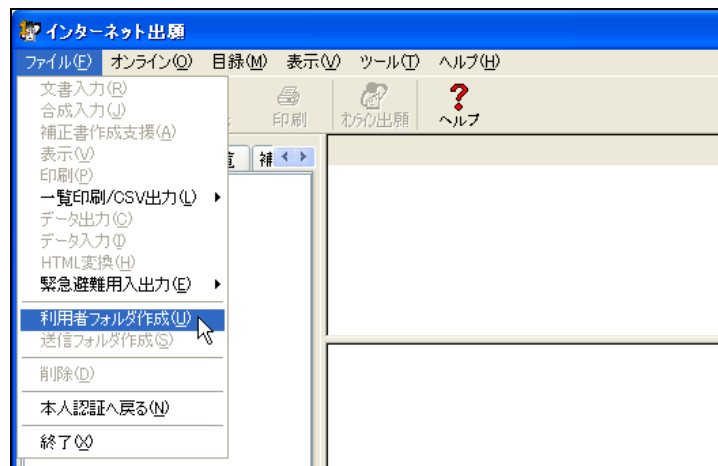 インターネット出願
ファイル(F) オンライン(O) 目録(M) 表示(V) ツール(T) ヘルプ(H)
文書入力(R)
合成入力(J)
補正書作成支援(A)
表示(V)
印刷(P)
一覧印刷/CSV出力(L)
データ出力(C)
データ入力(I)
HTML変換(H)
緊急避難用入出力(E)
利用者フォルダ作成(U)
送信フォルダ作成(S)
削除(D)
本人認証へ戻る(N)
終了(X)
印刷 オンライン出願 ヘルプ
覧 補